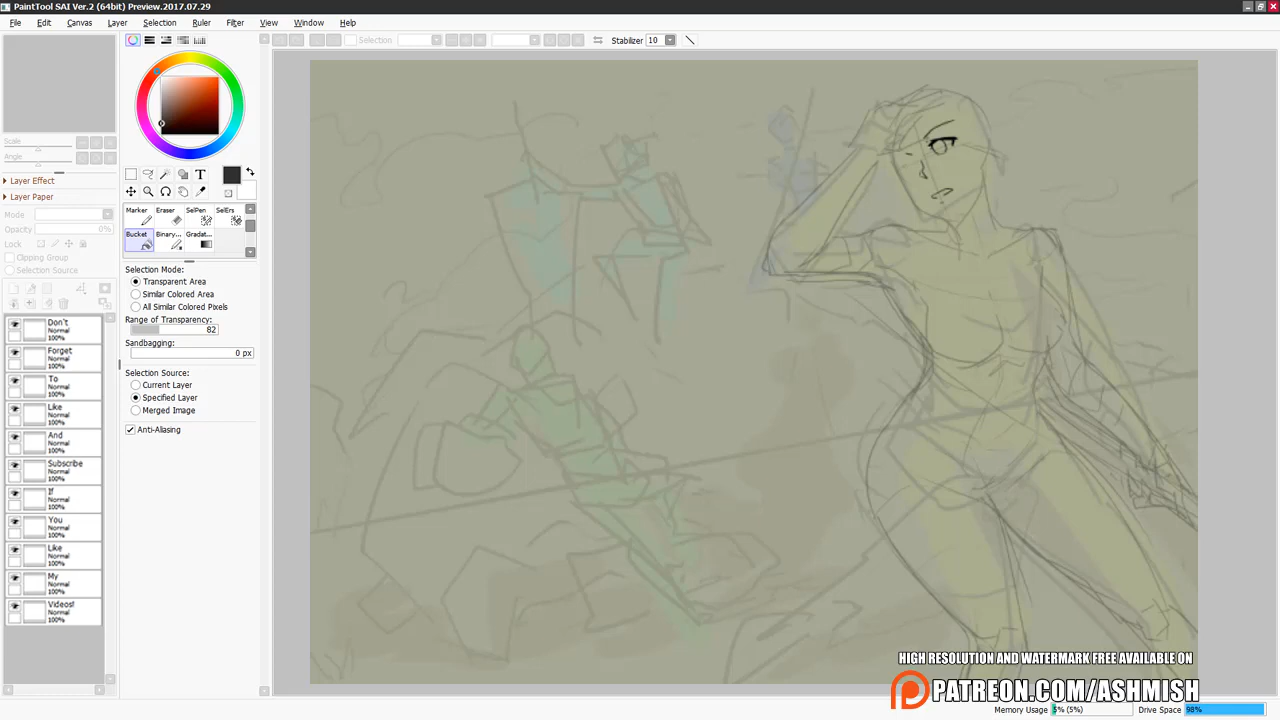 PaintTool SAI Ver.2 (64bit) Preview.2017.07.29
File Edit Canvas Layer Selection Ruler Filter View Window Help
Selection
Stabilizer 10
Scale
Angle
Layer Effect
Layer Paper
Mode
Opacity 0%
Lock
Clipping Group
Selection Source
Don't
Normal
100%
Forget
Normal
100%
To
Normal
100%
Like
Normal
100%
And
Normal
100%
Subscribe
Normal
100%
If
Normal
100%
You
Normal
100%
Like
Normal
100%
My
Normal
100%
Videos!
Normal
100%
T
Marker Eraser SelPen SelErs
Bucket Binary... Gradat...
Selection Mode:
Transparent Area
Similar Colored Area
All Similar Colored Pixels
Range of Transparency:
82
Sandbagging:
0 px
Selection Source:
Current Layer
Specified Layer
Merged Image
Anti-Aliasing
HIGH RESOLUTION AND WATERMARK FREE AVAILABLE ON
PATREON.COM/ASHMISH
Memory Usage 5% (5%) Drive Space 98%